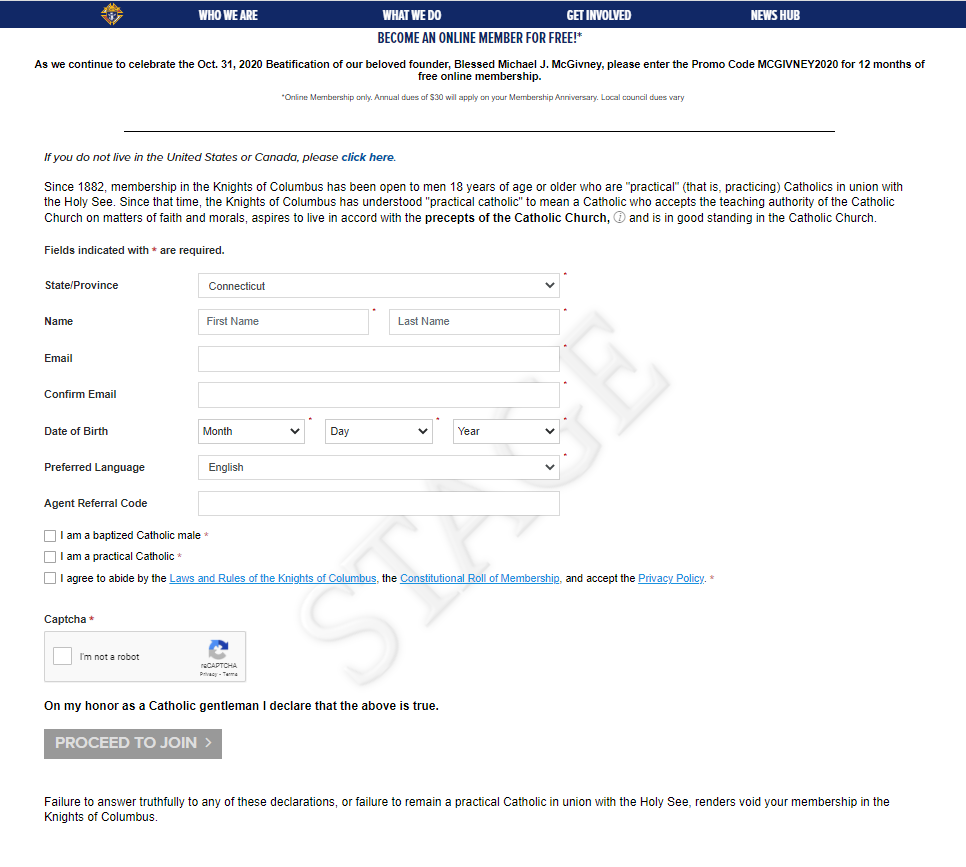 WHO WE ARE WHAT WE DO GET INVOLVED NEWS HUB
BECOME AN ONLINE MEMBER FOR FREE!*
As we continue to celebrate the Oct. 31, 2020 Beatification of our beloved founder, Blessed Michael J. McGivney, please enter the Promo Code MCGIVNEY2020 for 12 months of
free online membership.
*Online Membership only. Annual dues of $30 will apply on your Membership Anniversary. Local council dues vary
If you do not live in the United States or Canada, please click here.
Since 1882, membership in the Knights of Columbus has been open to men 18 years of age or older who are "practical" (that is, practicing) Catholics in union with
the Holy See. Since that time, the Knights of Columbus has understood "practical catholic" to mean a Catholic who accepts the teaching authority of the Catholic
Church on matters of faith and morals, aspires to live in accord with the precepts of the Catholic Church, i and is in good standing in the Catholic Church.
Fields indicated with * are required.
State/Province Connecticut *
Name First Name * Last Name *
Email *
Confirm Email *
Date of Birth Month * Day * Year *
Preferred Language English *
Agent Referral Code
I am a baptized Catholic male *
I am a practical Catholic *
I agree to abide by the Laws and Rules of the Knights of Columbus, the Constitutional Roll of Membership, and accept the Privacy Policy. *
STAGE
Captcha *
I'm not a robot
reCAPTCHA
Privacy - Terms
On my honor as a Catholic gentleman I declare that the above is true.
PROCEED TO JOIN >
Failure to answer truthfully to any of these declarations, or failure to remain a practical Catholic in union with the Holy See, renders void your membership in the
Knights of Columbus.